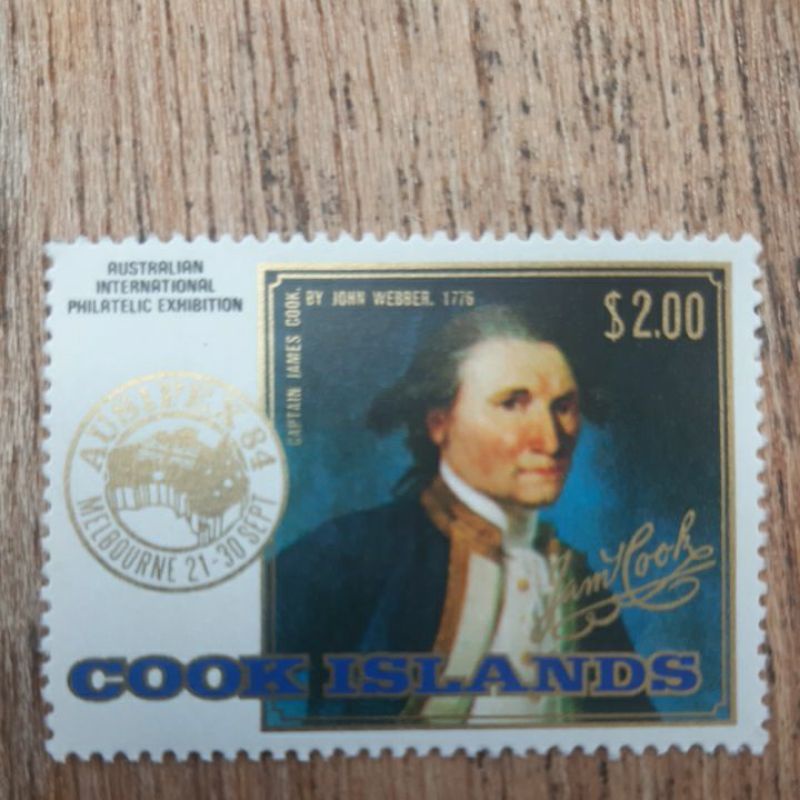 AUSTRALIAN
INTERNATIONAL
PHILATELIC EXHIBITION
CAPTAIN JAMES COOK,
BY JOHN WEBBER, 1776
$2.00
AUSIPEX 84
MELBOURNE 21-30 SEPT
Jam⁠s Cook
COOK ISLANDS